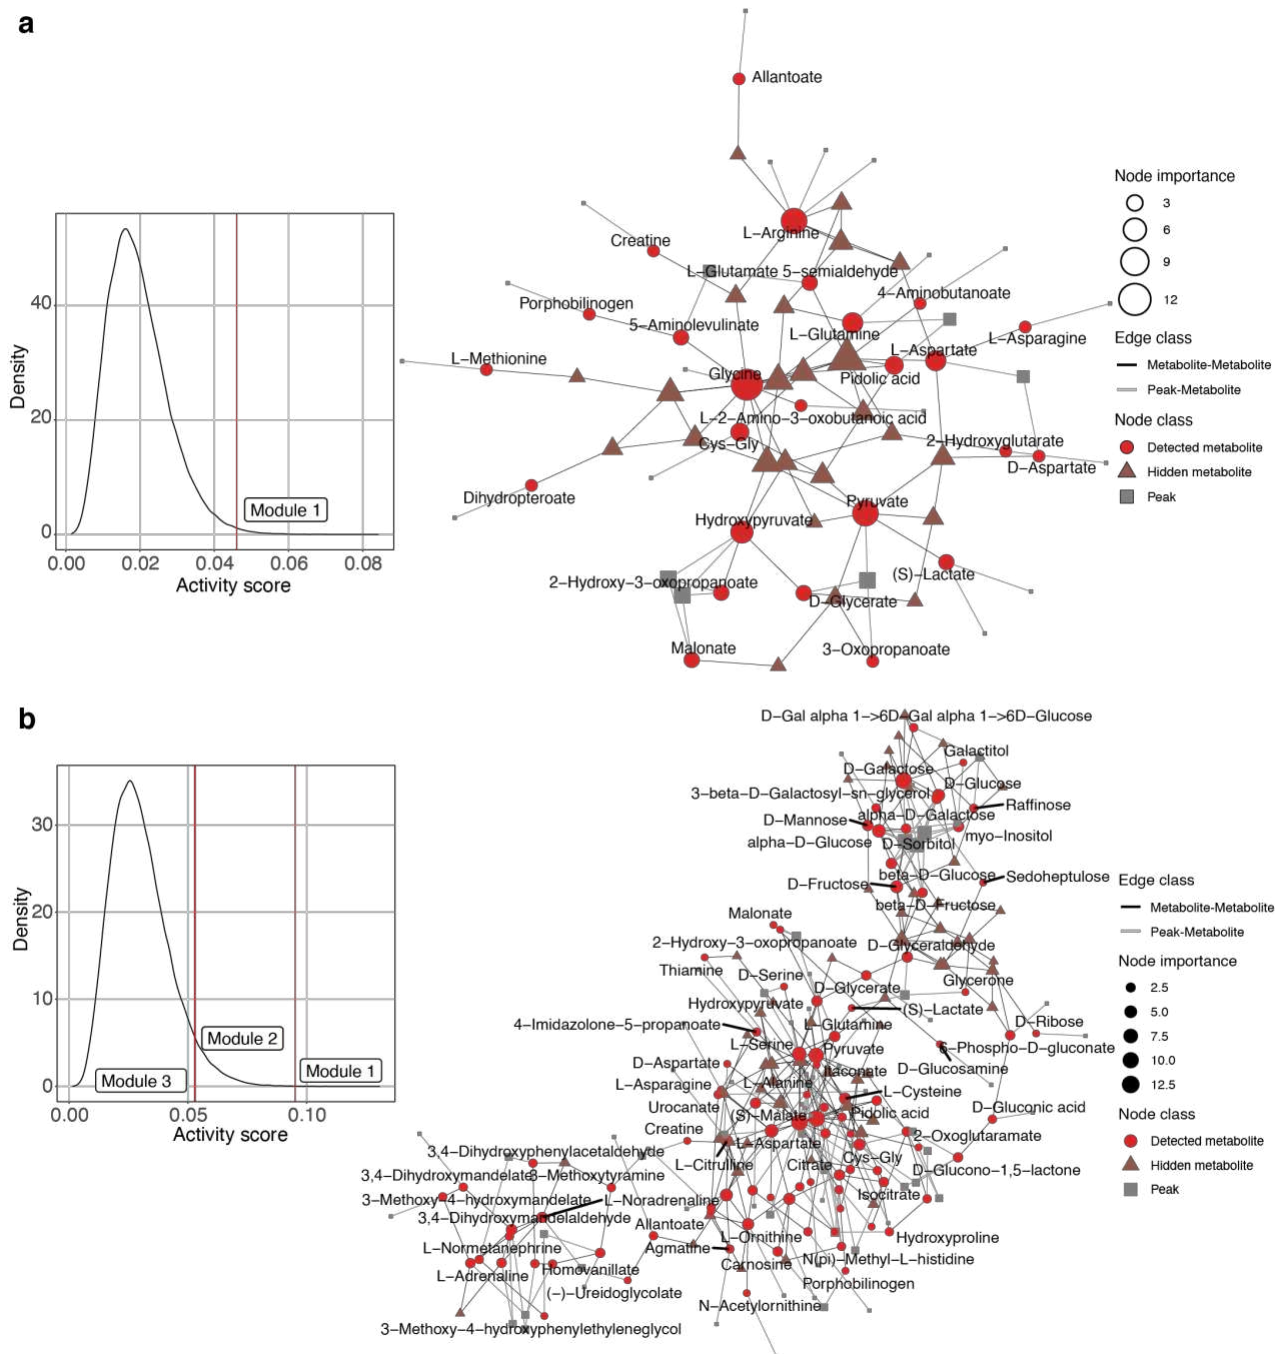 a
Allantoate
Node importance
3
6
9
12
L−Arginine
Creatine
L−Glutamate 5−semialdehyde
4−Aminobutanoate
Porphobilinogen
5−Aminolevulinate
L−Glutamine
L−Asparagine
L−Aspartate
L−Methionine
Glycine
Pidolic acid
L−2−Amino−3−oxobutanoic acid
Cys−Gly
2−Hydroxyglutarate
D−Aspartate
Dihydropteroate
Pyruvate
Hydroxypyruvate
2−Hydroxy−3−oxopropanoate
(S)−Lactate
D−Glycerate
Malonate
3−Oxopropanoate
Edge class
Metabolite−Metabolite
Peak−Metabolite
Node class
Detected metabolite
Hidden metabolite
Peak
Density
40
20
0
Module 1
0.00 0.02 0.04 0.06 0.08
Activity score
b
D−Gal alpha 1−>6D−Gal alpha 1−>6D−Glucose
Galactitol
D−Galactose
D−Glucose
3−beta−D−Galactosyl−sn−glycerol
Raffinose
alpha−D−Galactose
D−Mannose
myo−Inositol
alpha−D−Glucose
D−Sorbitol
beta−D−Glucose
Sedoheptulose
D−Fructose
beta−D−Fructose
Malonate
2−Hydroxy−3−oxopropanoate
D−Glyceraldehyde
Thiamine
D−Serine
Glycerone
D−Glycerate
Hydroxypyruvate
(S)−Lactate
4−Imidazolone−5−propanoate
L−Glutamine
D−Ribose
L−Serine
Pyruvate
6−Phospho−D−gluconate
D−Aspartate
Itaconate
D−Glucosamine
L−Asparagine
L−Alanine
L−Cysteine
Urocanate
(S)−Malate
Pidolic acid
D−Gluconic acid
Creatine
L−Aspartate
2−Oxoglutaramate
3,4−Dihydroxyphenylacetaldehyde
L−Citrulline
Citrate
Cys−Gly
D−Glucono−1,5−lactone
3,4−Dihydroxymandelate
3−Methoxytyramine
Isocitrate
3−Methoxy−4−hydroxymandelate
L−Noradrenaline
3,4−Dihydroxymandelaldehyde
Allantoate
L−Ornithine
Hydroxyproline
L−Normetanephrine
Agmatine
N(pi)−Methyl−L−histidine
L−Adrenaline
Homovanillate
Carnosine
Porphobilinogen
(−)−Ureidoglycolate
N−Acetylornithine
3−Methoxy−4−hydroxyphenylethyleneglycol
Edge class
Metabolite−Metabolite
Peak−Metabolite
Node importance
2.5
5.0
7.5
10.0
12.5
Node class
Detected metabolite
Hidden metabolite
Peak
Density
30
20
10
0
Module 2
Module 3
Module 1
0.00 0.05 0.10
Activity score